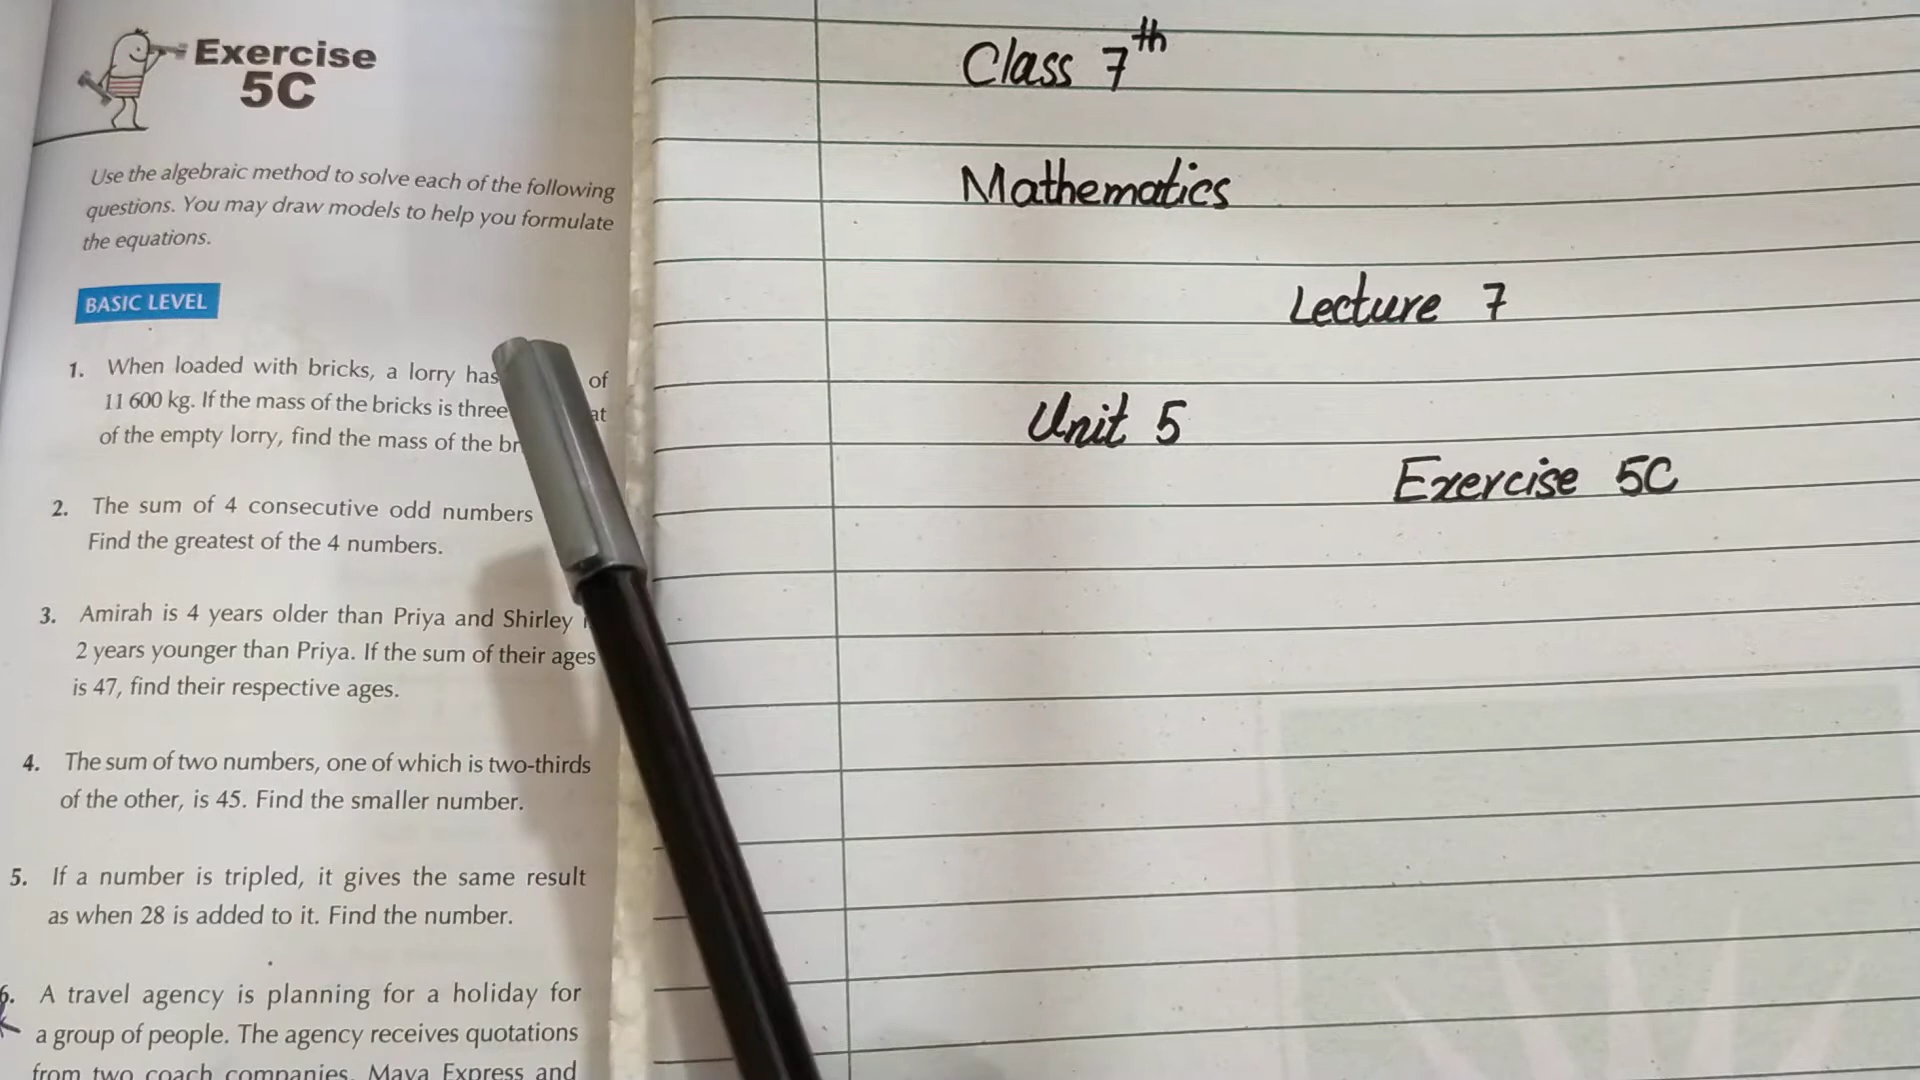 Exercise
5C
Use the algebraic method to solve each of the following
questions. You may draw models to help you formulate
the equations.
BASIC LEVEL
1. When loaded with bricks, a lorry has of
11 600 kg. If the mass of the bricks is three
of the empty lorry, find the mass of the
2. The sum of 4 consecutive odd numbers
Find the greatest of the 4 numbers.
3. Amirah is 4 years older than Priya and Shirley
2 years younger than Priya. If the sum of their ages
is 47, find their respective ages.
4. The sum of two numbers, one of which is two-thirds
of the other, is 45. Find the smaller number.
5. If a number is tripled, it gives the same result
as when 28 is added to it. Find the number.
6. A travel agency is planning for a holiday for
a group of people. The agency receives quotations
from two coach companies, Maya Express and
Class 7th
Mathematics
Lecture 7
Unit 5
Exercise 5C